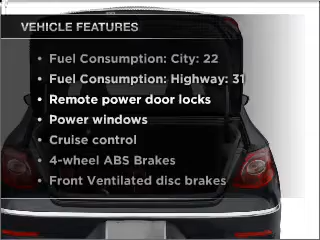 VEHICLE FEATURES
• Fuel Consumption: City: 22
• Fuel Consumption: Highway: 31
• Remote power door locks
• Power windows
• Cruise control
• 4-wheel ABS Brakes
• Front Ventilated disc brakes